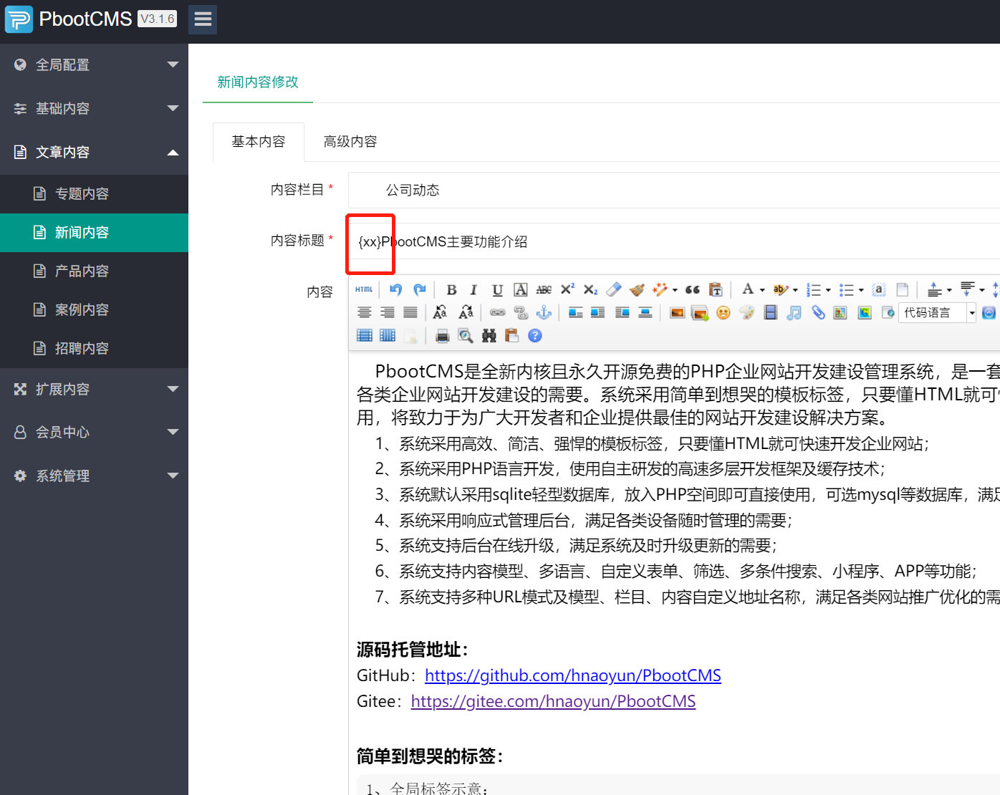 PbootCMS V3.1.6
全局配置
基础内容
文章内容
专题内容
新闻内容
产品内容
案例内容
招聘内容
扩展内容
会员中心
系统管理
新闻内容修改
基本内容 高级内容
内容栏目 * 公司动态
内容标题 * {xx}PbootCMS主要功能介绍
内容
HTML
代码语言
PbootCMS是全新内核且永久开源免费的PHP企业网站开发建设管理系统，是一套
各类企业网站开发建设的需要。系统采用简单到想哭的模板标签，只要懂HTML就可
用，将致力于为广大开发者和企业提供最佳的网站开发建设解决方案。
1、系统采用高效、简洁、强悍的模板标签，只要懂HTML就可快速开发企业网站；
2、系统采用PHP语言开发，使用自主研发的高速多层开发框架及缓存技术；
3、系统默认采用sqlite轻型数据库，放入PHP空间即可直接使用，可选mysql等数据库，满足
4、系统采用响应式管理后台，满足各类设备随时管理的需要；
5、系统支持后台在线升级，满足系统及时升级更新的需要；
6、系统支持内容模型、多语言、自定义表单、筛选、多条件搜索、小程序、APP等功能；
7、系统支持多种URL模式及模型、栏目、内容自定义地址名称，满足各类网站推广优化的需
源码托管地址：
GitHub：https://github.com/hnaoyun/PbootCMS
Gitee：https://gitee.com/hnaoyun/PbootCMS
简单到想哭的标签：
1、全局标签示意：